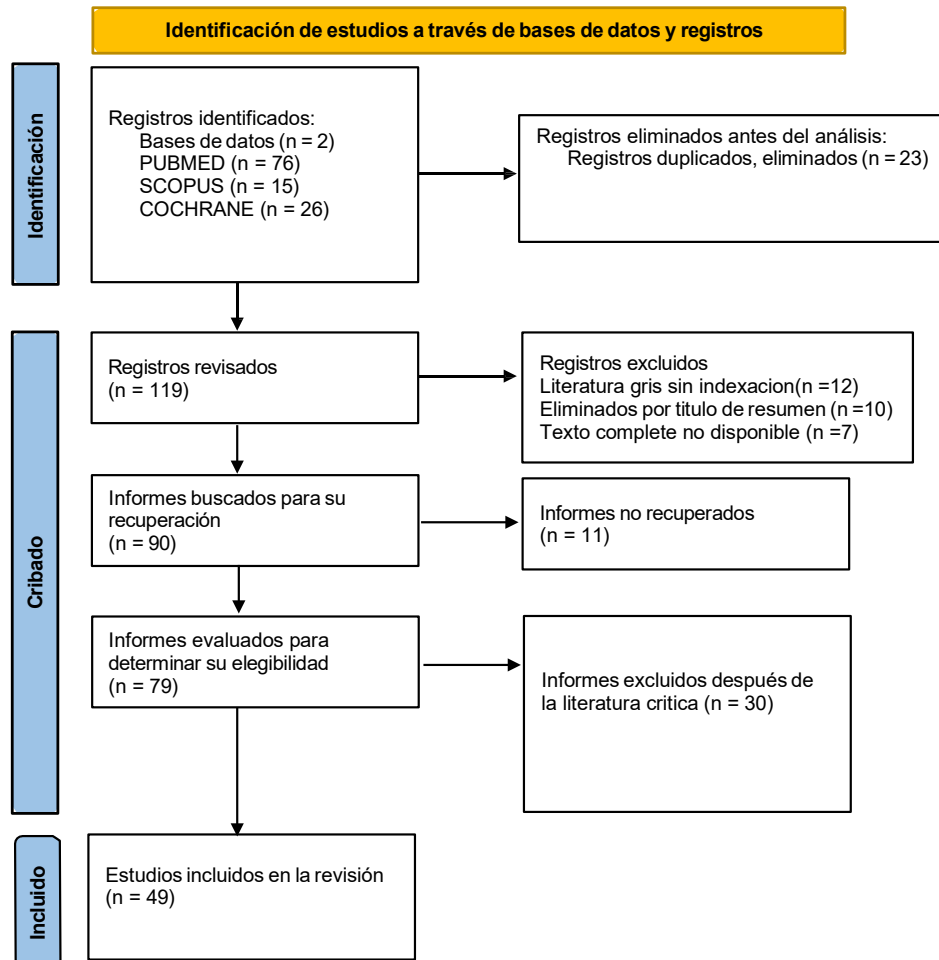 Identificación de estudios a través de bases de datos y registros
Identificación
Registros identificados:
Bases de datos (n = 2)
PUBMED (n = 76)
SCOPUS (n = 15)
COCHRANE (n = 26)
Registros eliminados antes del análisis:
Registros duplicados, eliminados (n = 23)
Cribado
Registros revisados
(n = 119)
Registros excluidos
Literatura gris sin indexacion(n =12)
Eliminados por titulo de resumen (n =10)
Texto complete no disponible (n =7)
Informes buscados para su
recuperación
(n = 90)
Informes no recuperados
(n = 11)
Informes evaluados para
determinar su elegibilidad
(n = 79)
Informes excluidos después de
la literatura critica (n = 30)
Incluido
Estudios incluidos en la revisión
(n = 49)